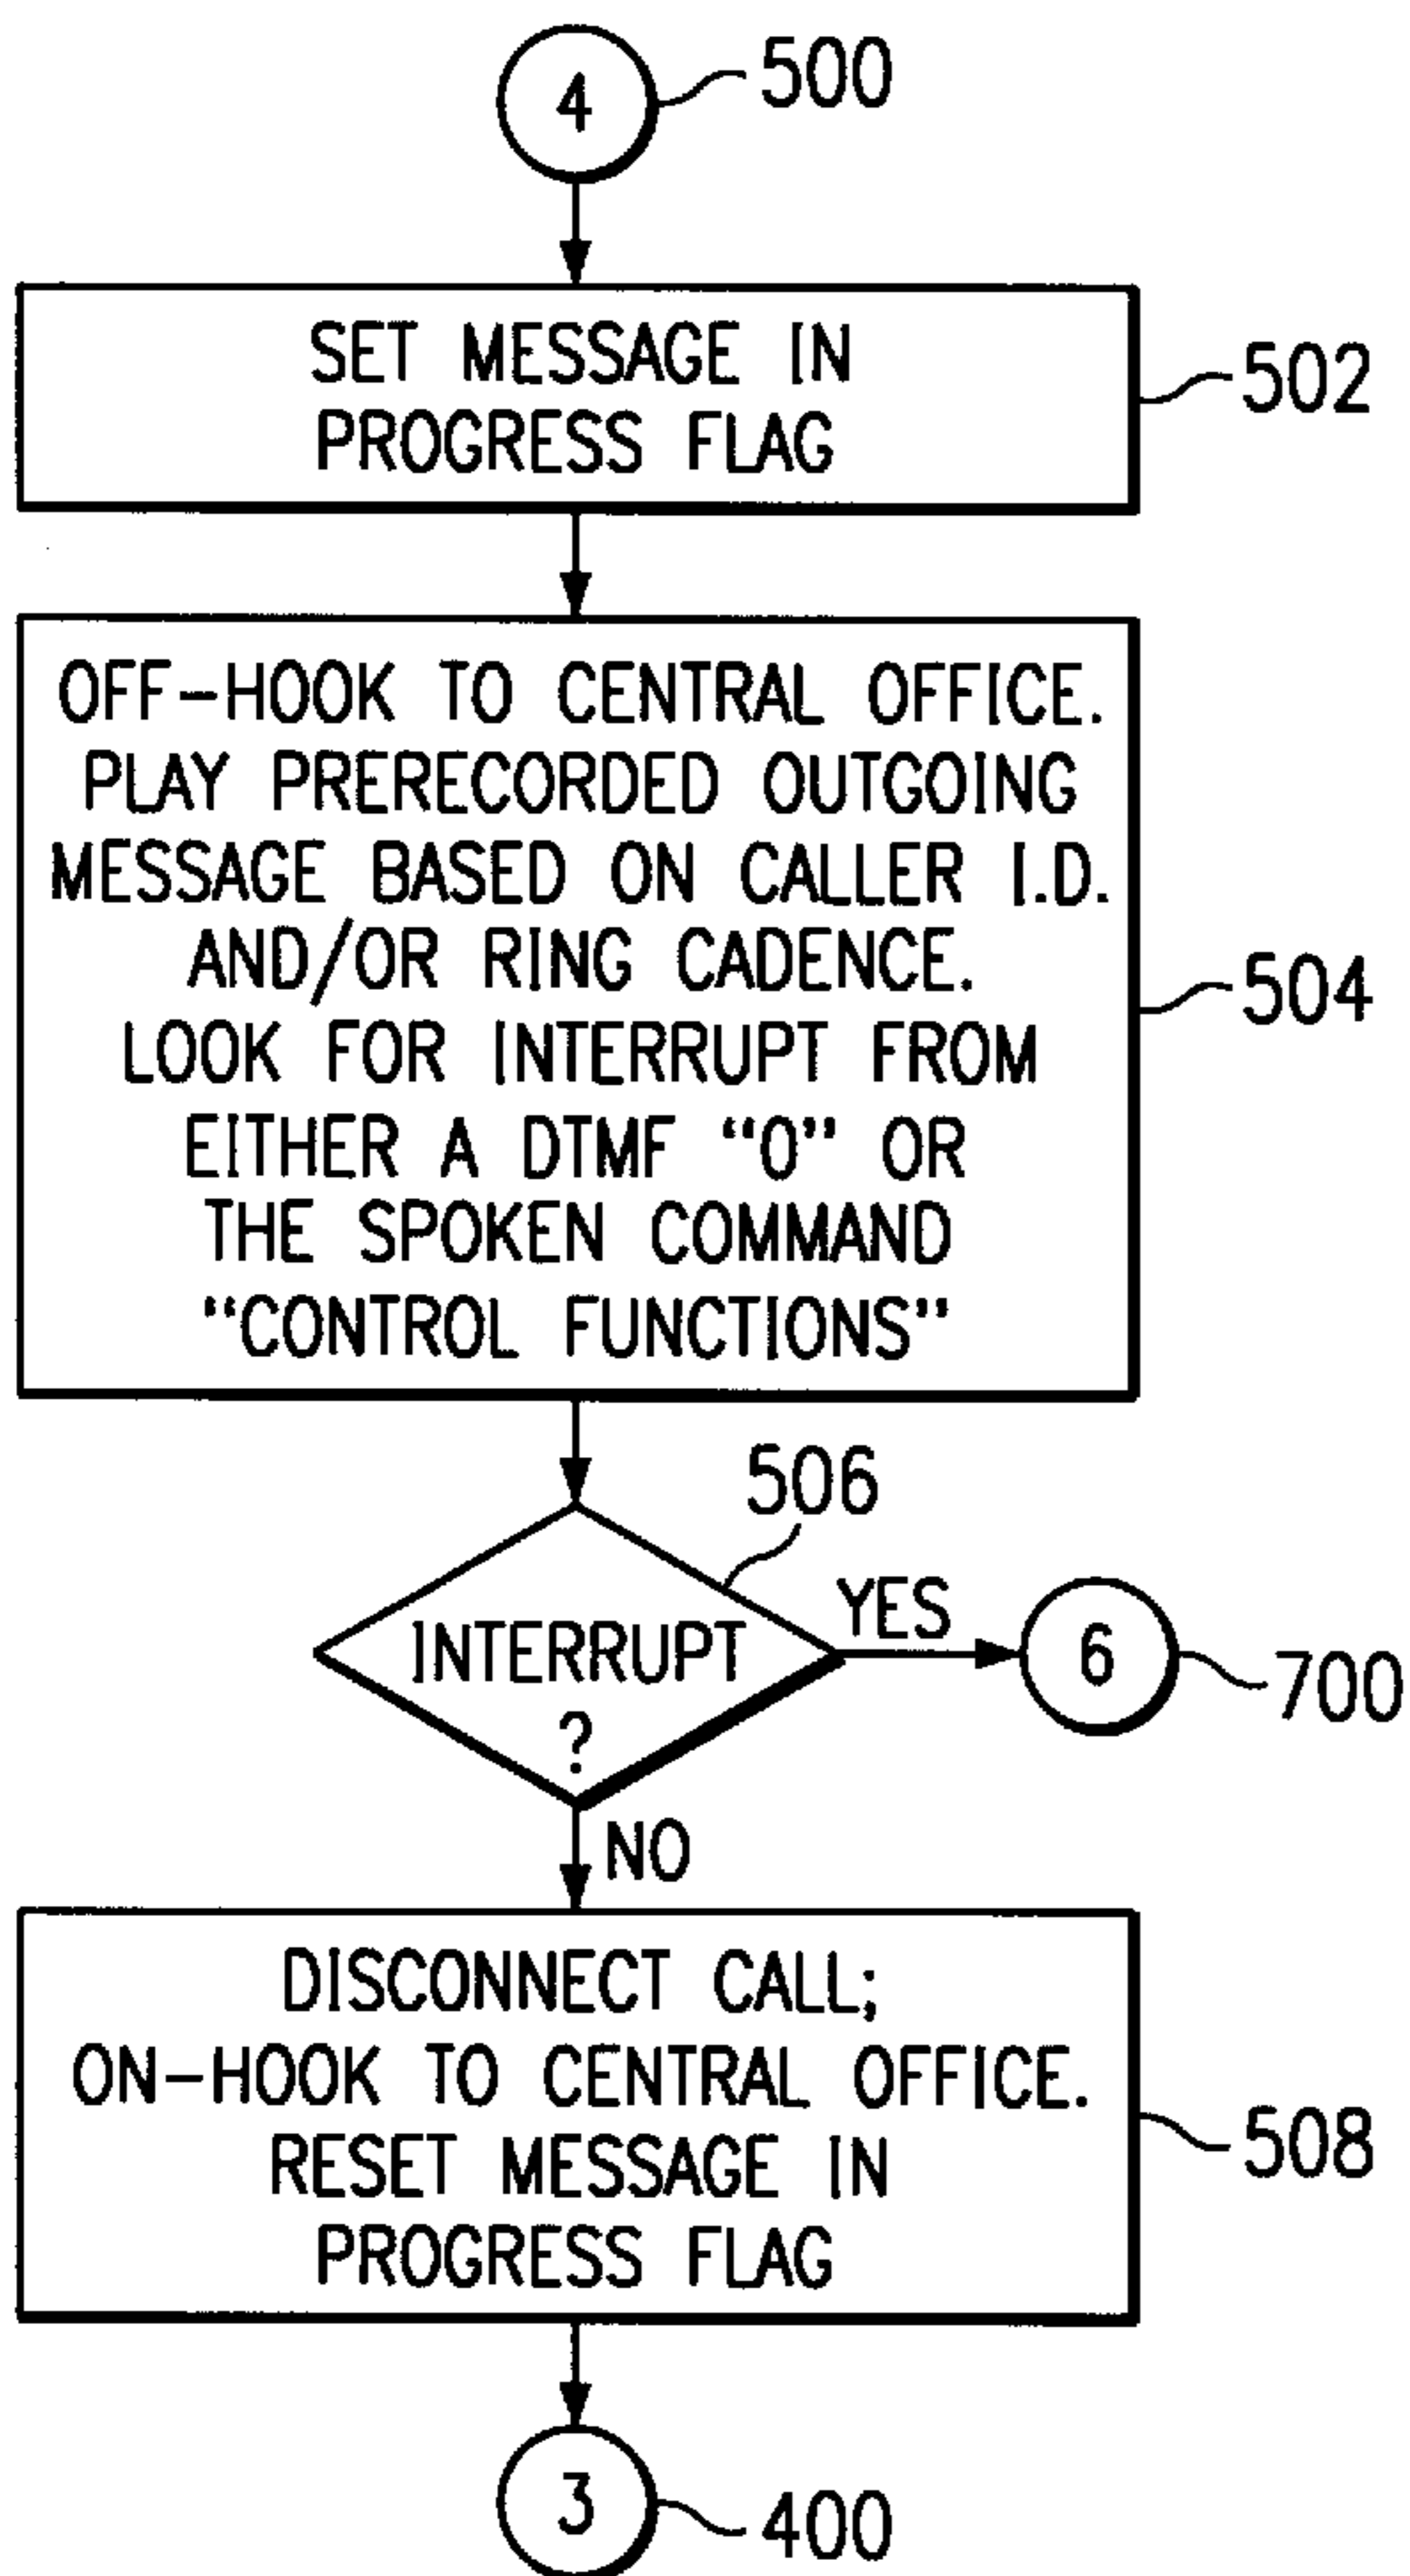 4
500
SET MESSAGE IN
PROGRESS FLAG
502
OFF-HOOK TO CENTRAL OFFICE.
PLAY PRERECORDED OUTGOING
MESSAGE BASED ON CALLER I.D.
AND/OR RING CADENCE.
LOOK FOR INTERRUPT FROM
EITHER A DTMF "0" OR
THE SPOKEN COMMAND
"CONTROL FUNCTIONS"
504
506
INTERRUPT
?
YES
6
700
NO
DISCONNECT CALL;
ON-HOOK TO CENTRAL OFFICE.
RESET MESSAGE IN
PROGRESS FLAG
508
3
400